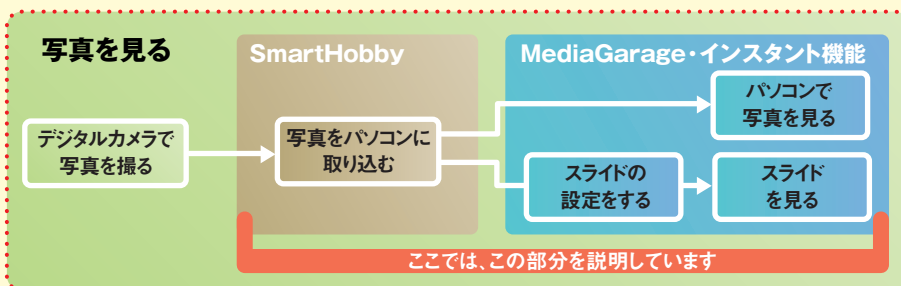 写真を見る
SmartHobby
MediaGarage・インスタント機能
デジタルカメラで
写真を撮る
写真をパソコンに
取り込む
パソコンで
写真を見る
スライドの
設定をする
スライド
を見る
ここでは、この部分を説明しています